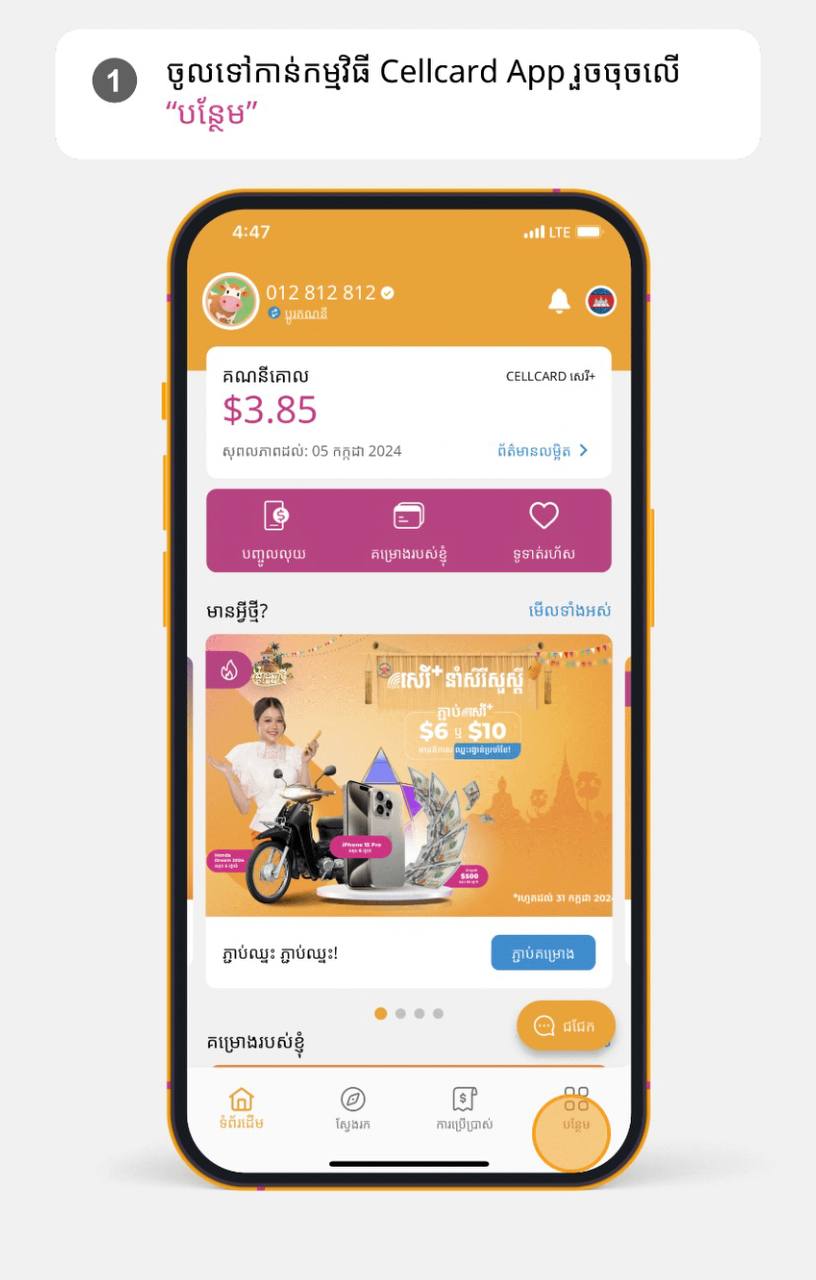 1
ចូលទៅកាន់កម្មវិធី Cellcard App រួចចុចលើ
“បន្ថែម”
4:47
LTE
012 812 812
ប្តូរគណនី
គណនីគោល
CELLCARD សេរី+
$3.85
សុពលភាពដល់: 05 កក្កដា 2024
ព័ត៌មានលម្អិត
បញ្ចូលលុយ
គម្រោងរបស់ខ្ញុំ
ទូទាត់រហ័ស
មានអ្វីថ្មី?
មើលទាំងអស់
សេរី+ នាំសិរីសួស្តី
ភ្ជាប់ សេរី+
$6 ឬ $10
Honda
Dream 2024
iPhone 15 Pro
$500
*រហូតដល់ 31 កក្កដា 2024
ភ្ជាប់ឈ្នះ ភ្ជាប់ឈ្នះ!
ភ្ជាប់គម្រោង
ជជែក
គម្រោងរបស់ខ្ញុំ
ទំព័រដើម
ស្វែងរក
ការប្រើប្រាស់
បន្ថែម